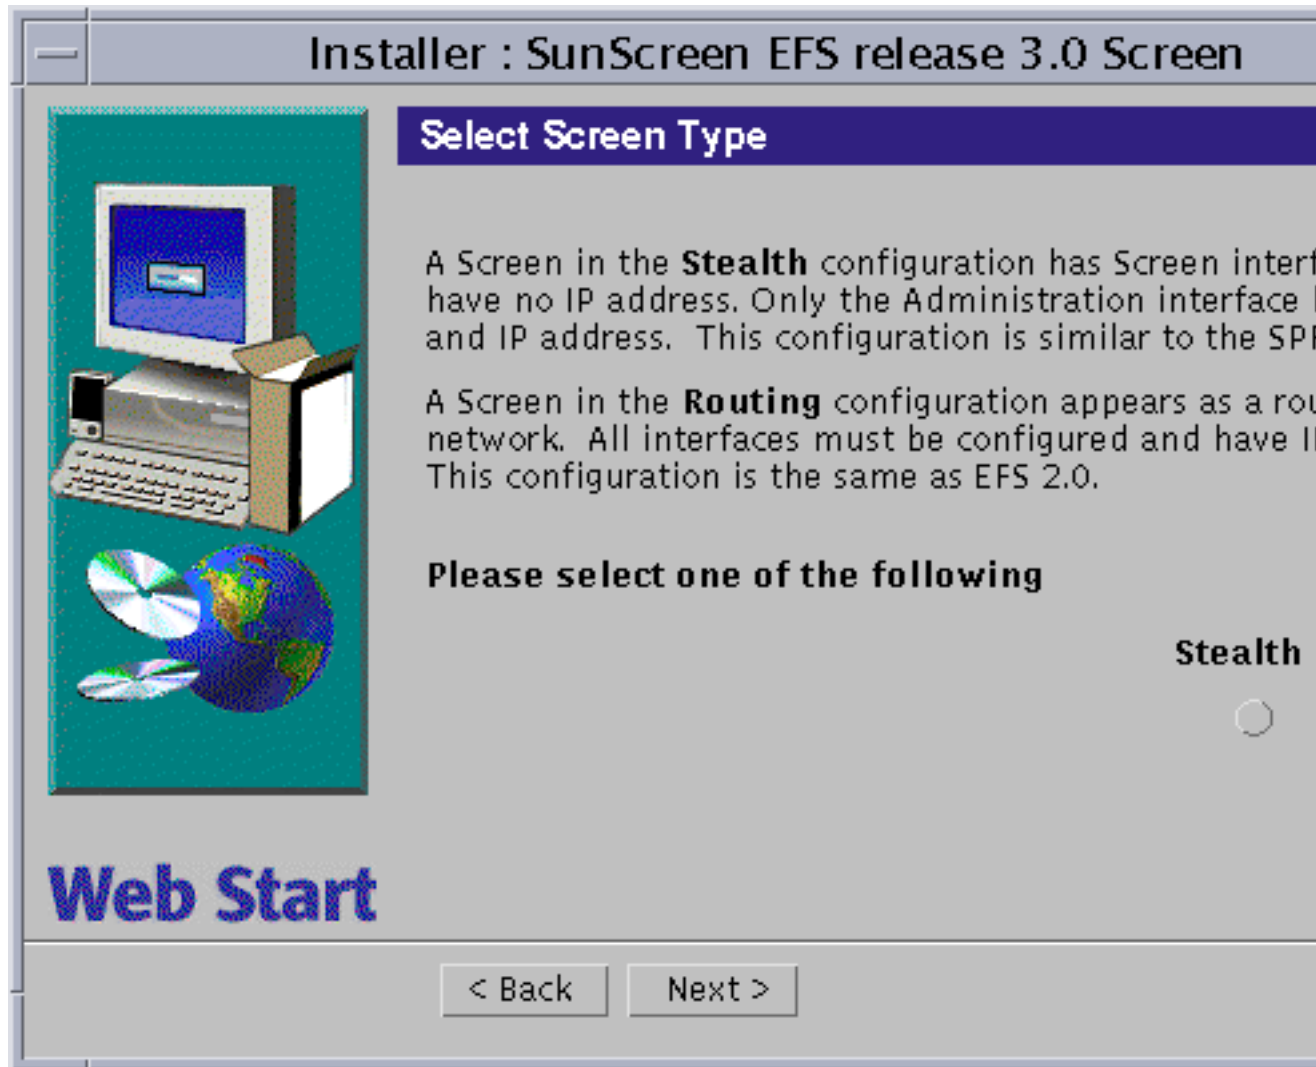 Installer : SunScreen EFS release 3.0 Screen
Select Screen Type
A Screen in the Stealth configuration has Screen
have no IP address. Only the Administration interface
and IP address.  This configuration is similar to the
A Screen in the Routing configuration appears as a
network.  All interfaces must be configured and have
This configuration is the same as EFS 2.0.
Please select one of the following
Stealth
Web Start
< Back
Next >